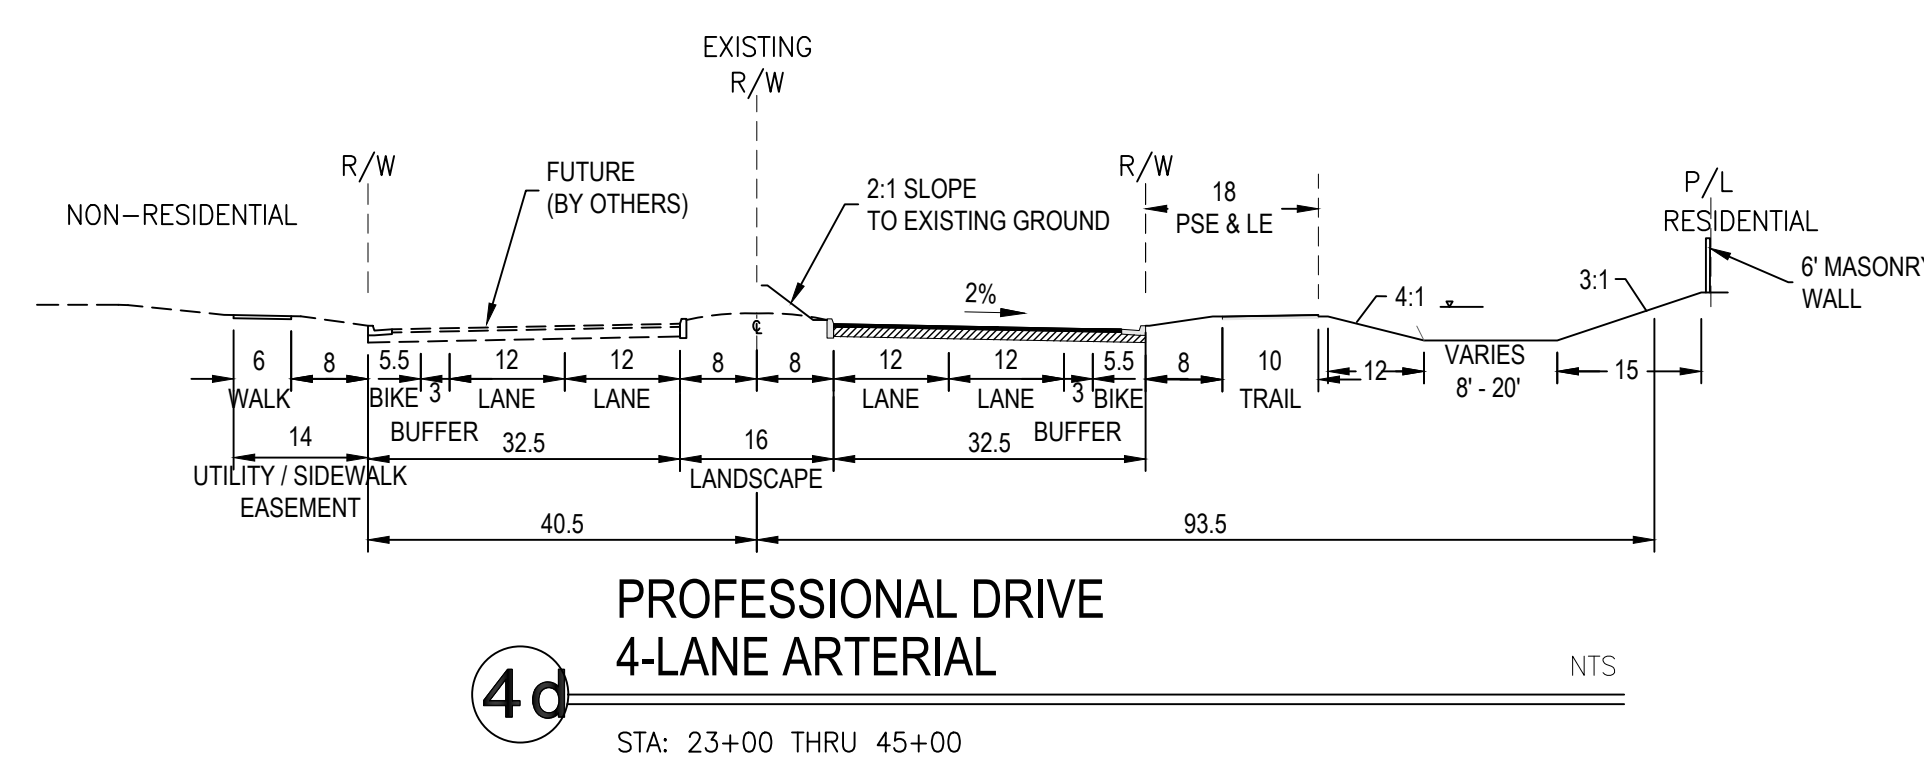 EXISTING
R/W
R/W
FUTURE
(BY OTHERS)
2:1 SLOPE
TO EXISTING GROUND
R/W
18
PSE & LE
P/L
NON-RESIDENTIAL
RESIDENTIAL
6' MASONRY
WALL
2%
4:1
3:1
℄
6 8 5.5 3 12 12 8 8 12 12 3 5.5 8 10 12 VARIES 15
8' - 20'
WALK BIKE LANE LANE LANE LANE BIKE TRAIL
BUFFER BUFFER
14 32.5 16 32.5
UTILITY / SIDEWALK
EASEMENT
LANDSCAPE
40.5 93.5
PROFESSIONAL DRIVE
4-LANE ARTERIAL
4d
NTS
STA: 23+00 THRU 45+00